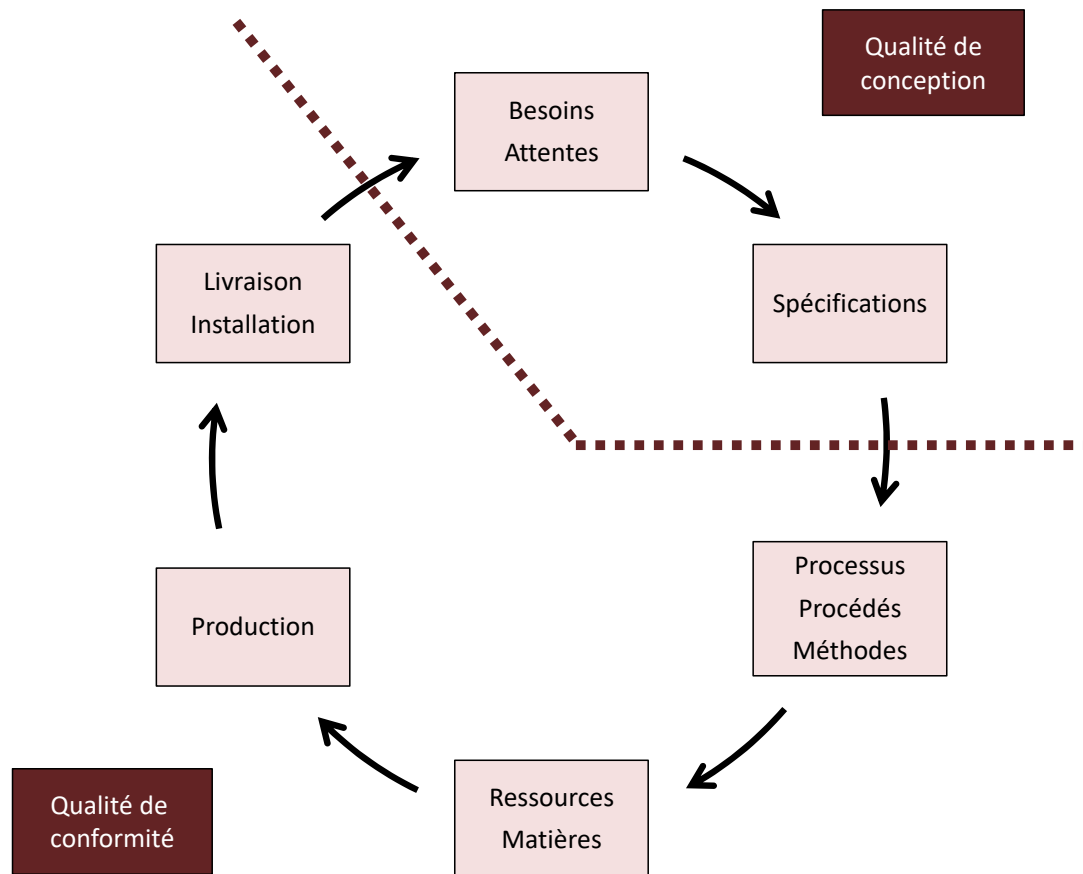 Qualité de
conception
Besoins
Attentes
Spécifications
Processus
Procédés
Méthodes
Ressources
Matières
Production
Livraison
Installation
Qualité de
conformité